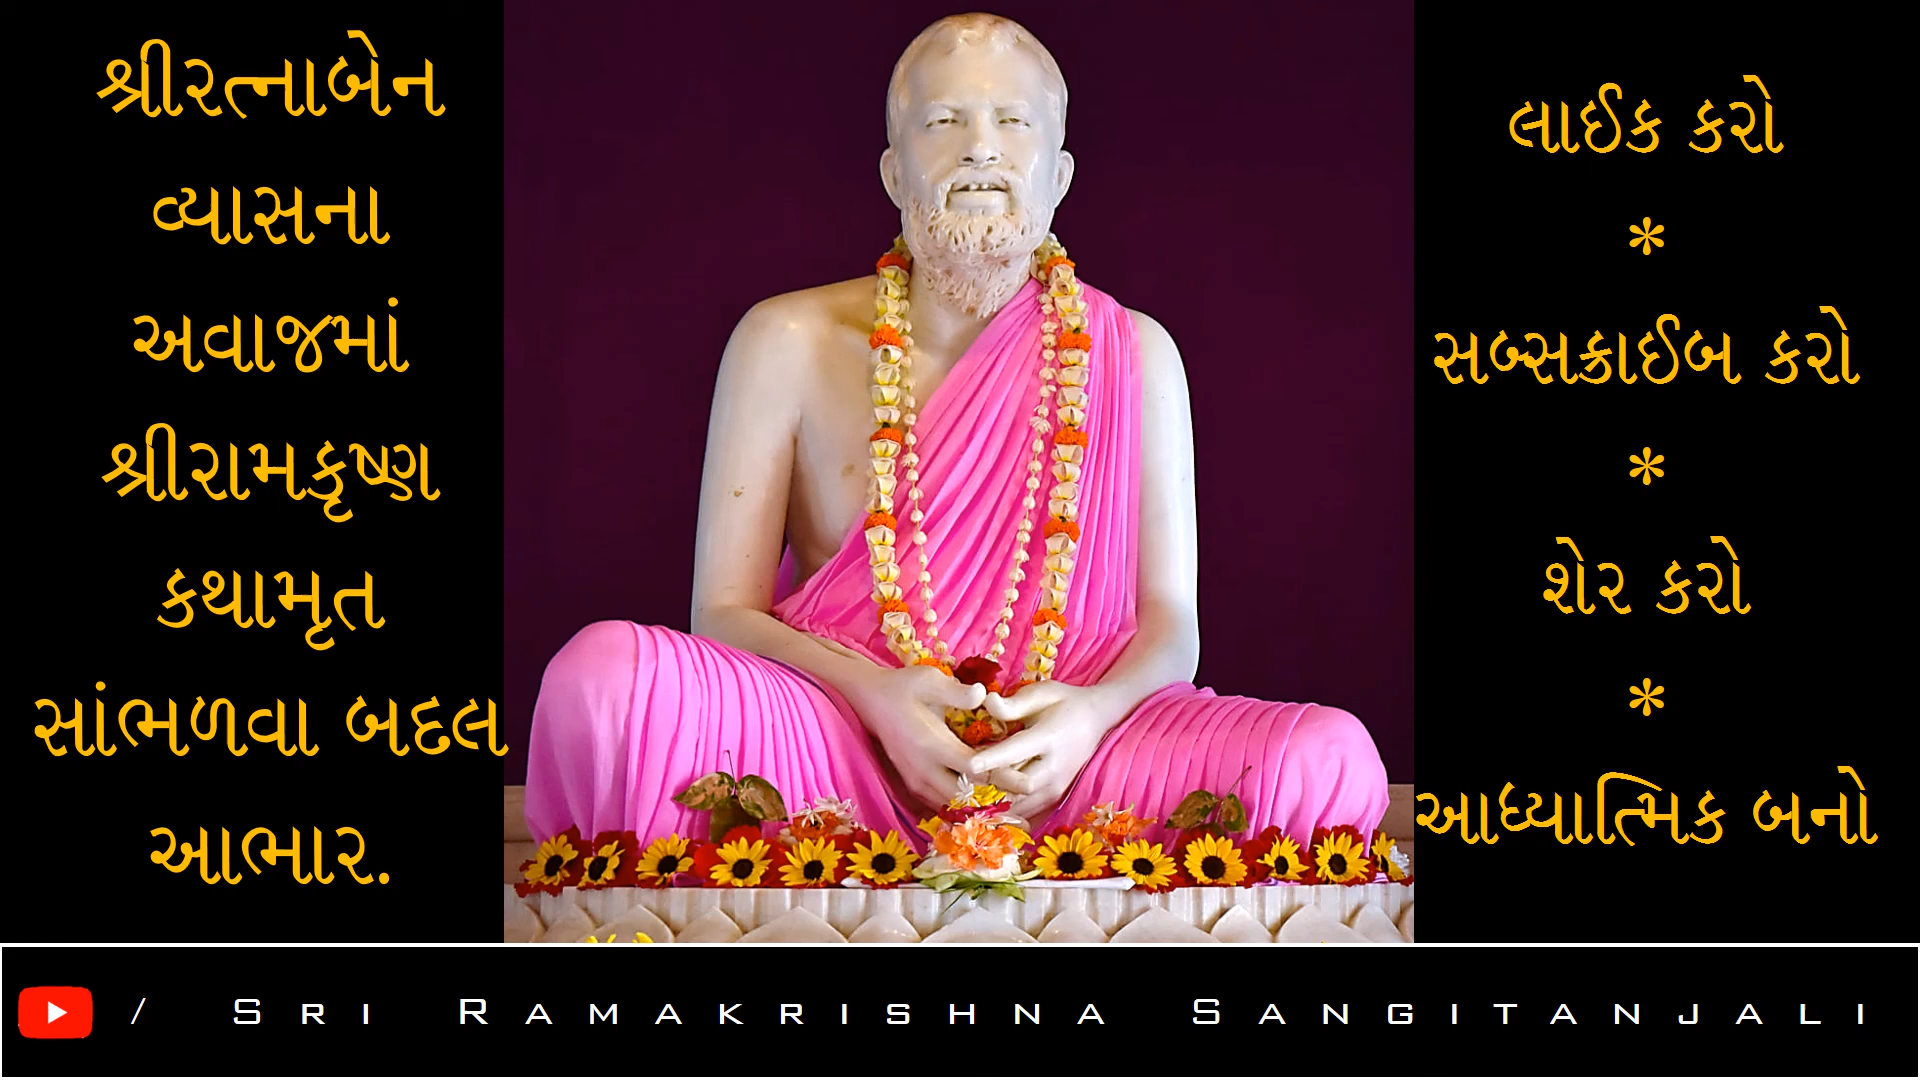 શ્રીરત્નાબેન
વ્યાસના
અવાજમાં
શ્રીરામકૃષ્ણ
કથામૃત
સાંભળવા બદલ
આભાર.
લાઈક કરો
*
સબ્સક્રાઈબ કરો
*
શેર કરો
*
આધ્યાત્મિક બનો
/ SRI RAMAKRISHNA SANGITANJALI